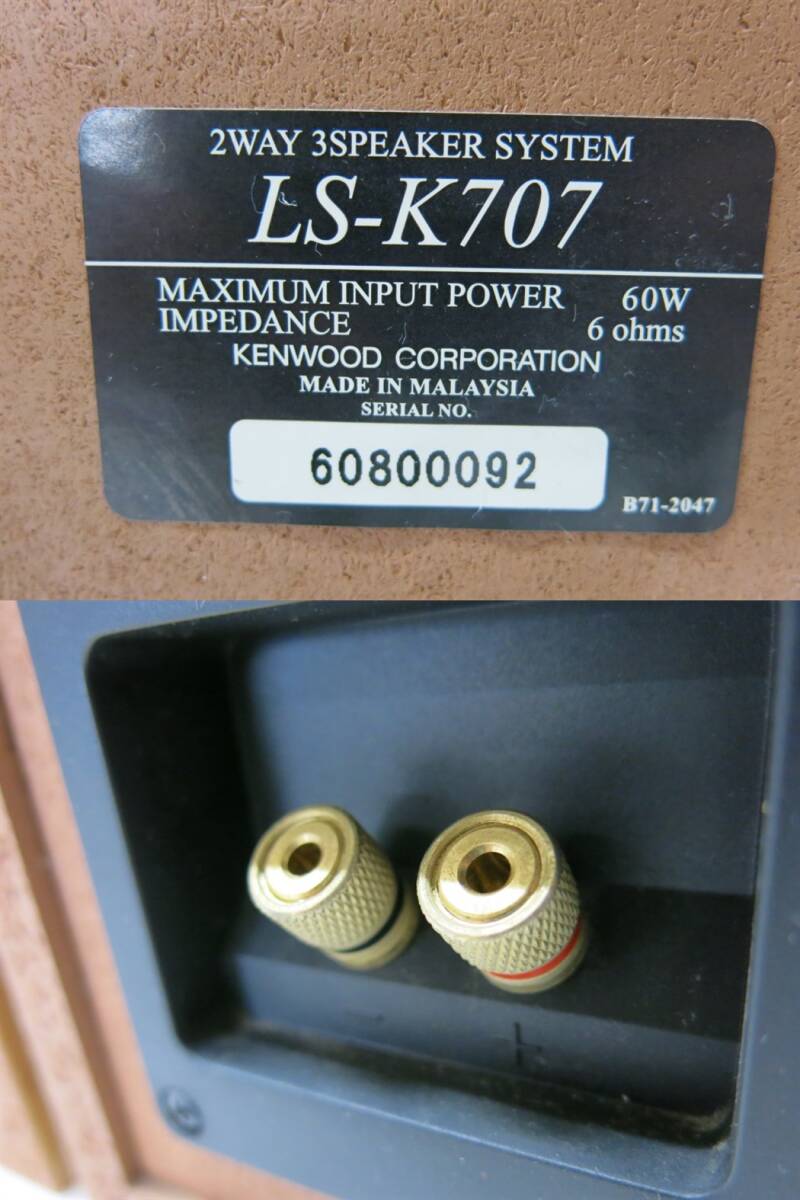 2WAY 3SPEAKER SYSTEM
LS-K707
MAXIMUM INPUT POWER 60W
IMPEDANCE 6 ohms
KENWOOD CORPORATION
MADE IN MALAYSIA
SERIAL NO.
60800092
B71-2047
− +